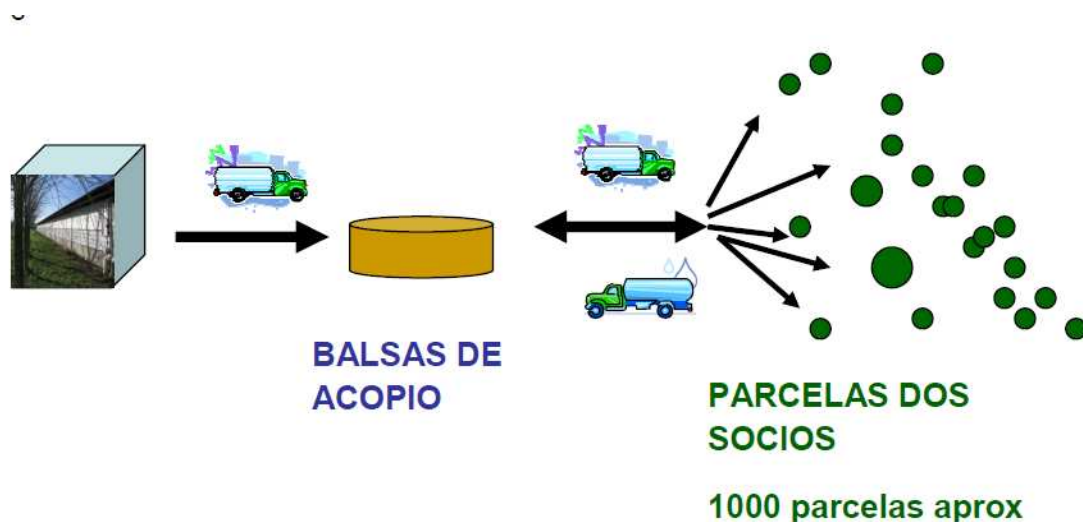 BALSAS DE
ACOPIO
PARCELAS DOS
SOCIOS
1000 parcelas aprox